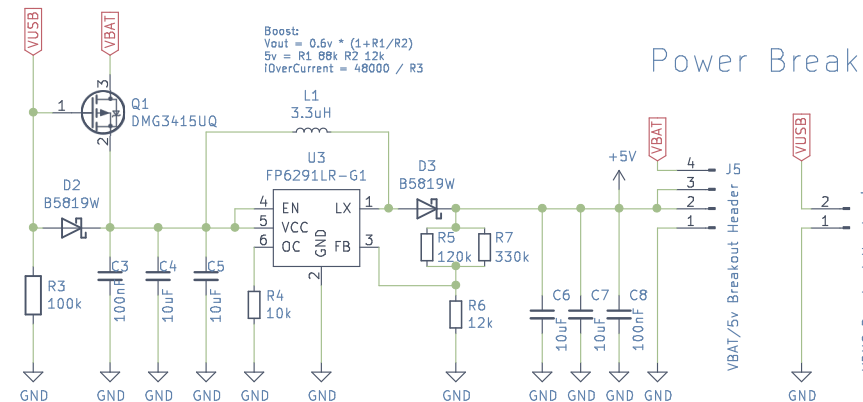 VUSB
VBAT
Boost:
Vout = 0.6v * (1+R1/R2)
5v = R1 88k R2 12k
iOverCurrent = 48000 / R3
Power Break
3
1
2
Q1
DMG3415UQ
L1
3.3uH
U3
FP6291LR-G1
4
EN
LX
1
5
VCC
6
OC
GND
FB
3
2
D2
B5819W
D3
B5819W
+5V
VBAT
4
3
2
1
J5
VBAT/5v Breakout Header
VUSB
2
1
R3
100k
C3
100nF
C4
10uF
C5
10uF
R4
10k
R5
120k
R7
330k
R6
12k
C6
10uF
C7
10uF
C8
100nF
GND
GND
GND
GND
GND
GND
GND
GND
GND
GND
GND
GND